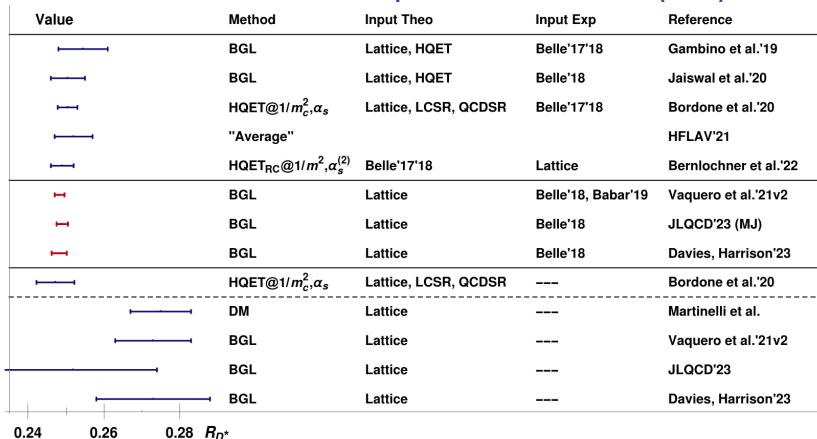 Value Method Input Theo Input Exp Reference
BGL Lattice, HQET Belle'17'18 Gambino et al.'19
BGL Lattice, HQET Belle'18 Jaiswal et al.'20
HQET@1/m_c^2,α_s Lattice, LCSR, QCDSR Belle'17'18 Bordone et al.'20
"Average" HFLAV'21
HQET_RC@1/m^2,α_s^(2) Belle'17'18 Lattice Bernlochner et al.'22
BGL Lattice Belle'18, Babar'19 Vaquero et al.'21v2
BGL Lattice Belle'18 JLQCD'23 (MJ)
BGL Lattice Belle'18 Davies, Harrison'23
HQET@1/m_c^2,α_s Lattice, LCSR, QCDSR --- Bordone et al.'20
DM Lattice --- Martinelli et al.
BGL Lattice --- Vaquero et al.'21v2
BGL Lattice --- JLQCD'23
BGL Lattice --- Davies, Harrison'23
0.24 0.26 0.28 R_D*